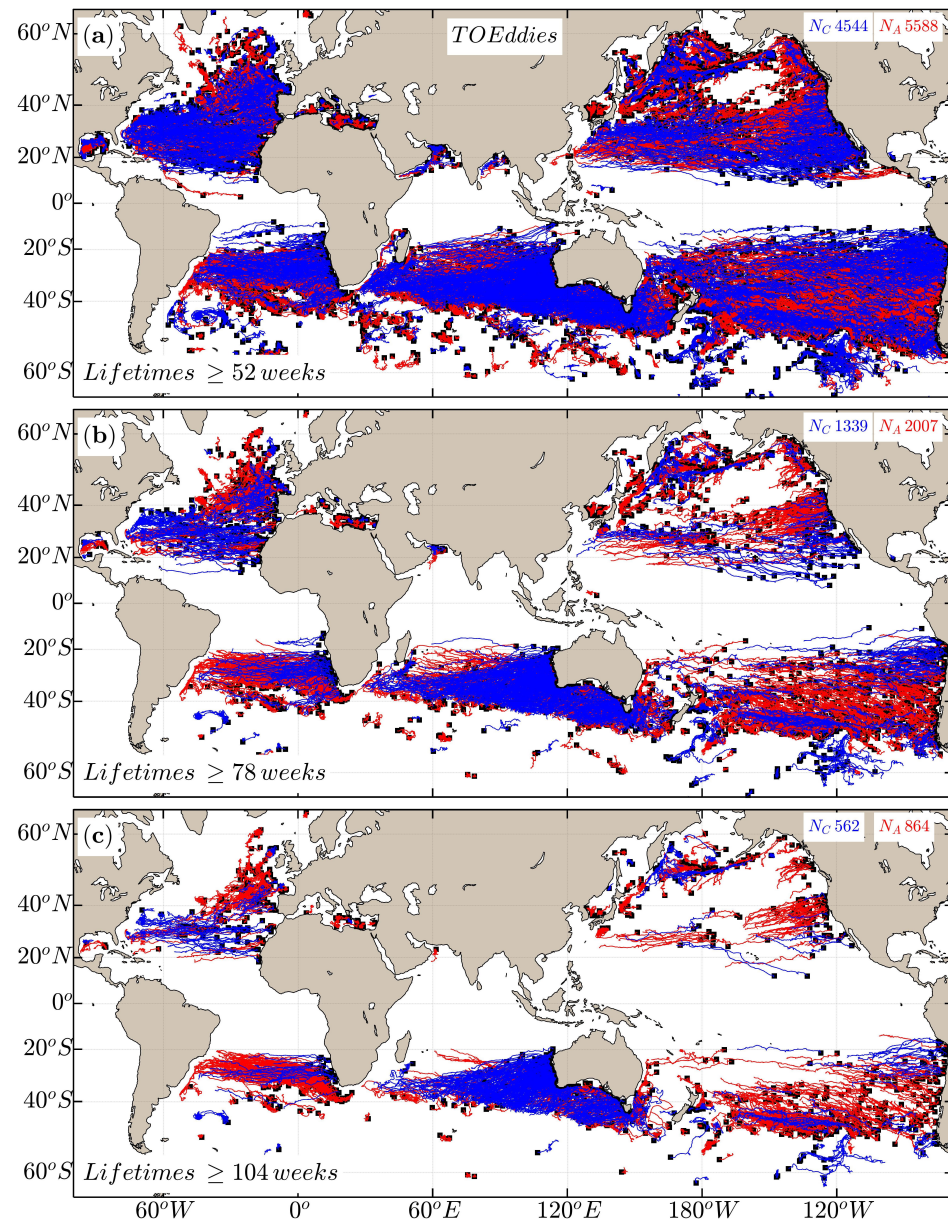 (a) TOEddies N_C 4544 N_A 5588
60°N
40°N
20°N
0°
20°S
40°S
60°S
Lifetimes ≥ 52 weeks
(b) N_C 1339 N_A 2007
60°N
40°N
20°N
0°
20°S
40°S
60°S
Lifetimes ≥ 78 weeks
(c) N_C 562 N_A 864
60°N
40°N
20°N
0°
20°S
40°S
60°S
Lifetimes ≥ 104 weeks
60°W 0° 60°E 120°E 180°W 120°W